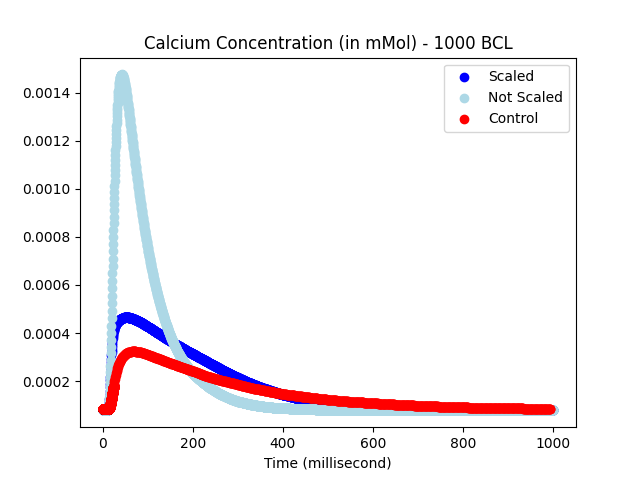 Calcium Concentration (in mMol) - 1000 BCL
Scaled
Not Scaled
Control
0.0014
0.0012
0.0010
0.0008
0.0006
0.0004
0.0002
0 200 400 600 800 1000
Time (millisecond)